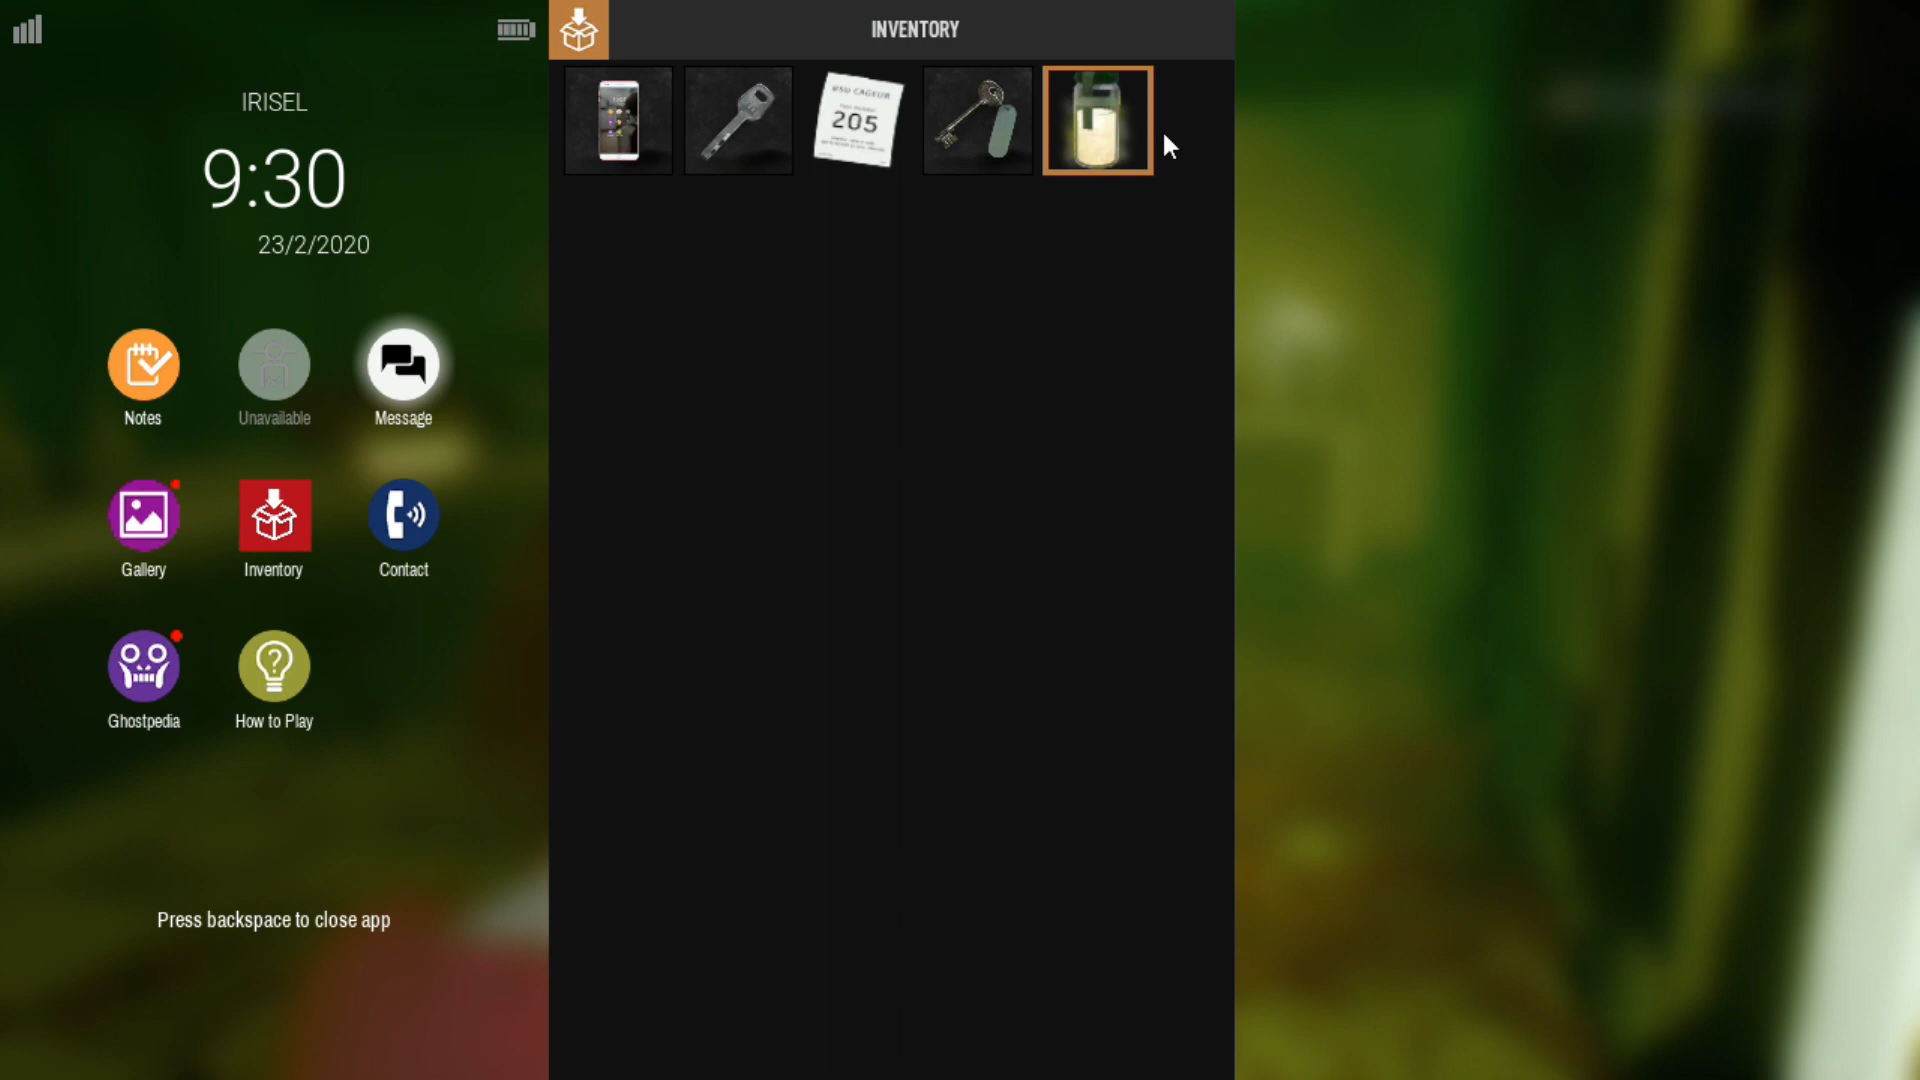 IRISEL
9:30
23/2/2020
Notes
Unavailable
Message
Gallery
Inventory
Contact
Ghostpedia
How to Play
Press backspace to close app
INVENTORY
205